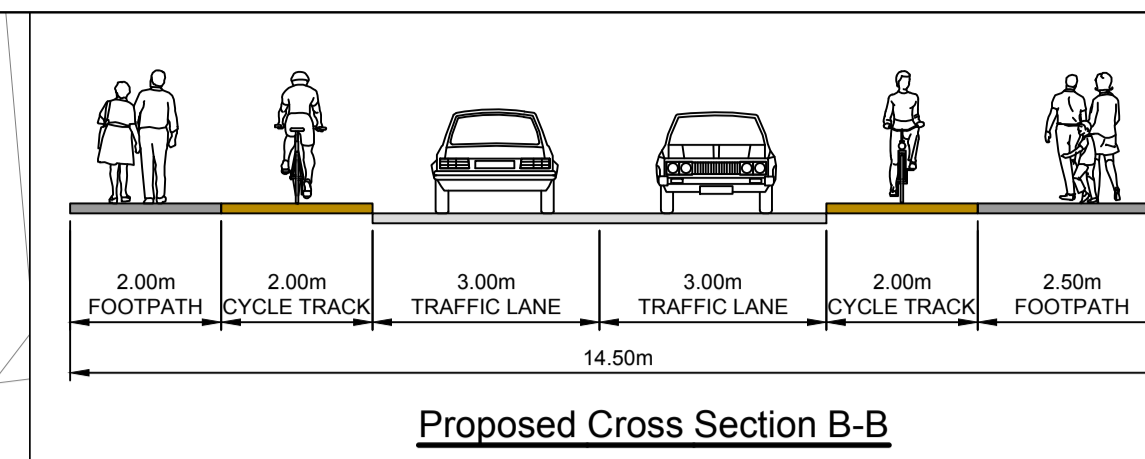 2.00m
FOOTPATH
2.00m
CYCLE TRACK
3.00m
TRAFFIC LANE
3.00m
TRAFFIC LANE
2.00m
CYCLE TRACK
2.50m
FOOTPATH
14.50m
Proposed Cross Section B-B